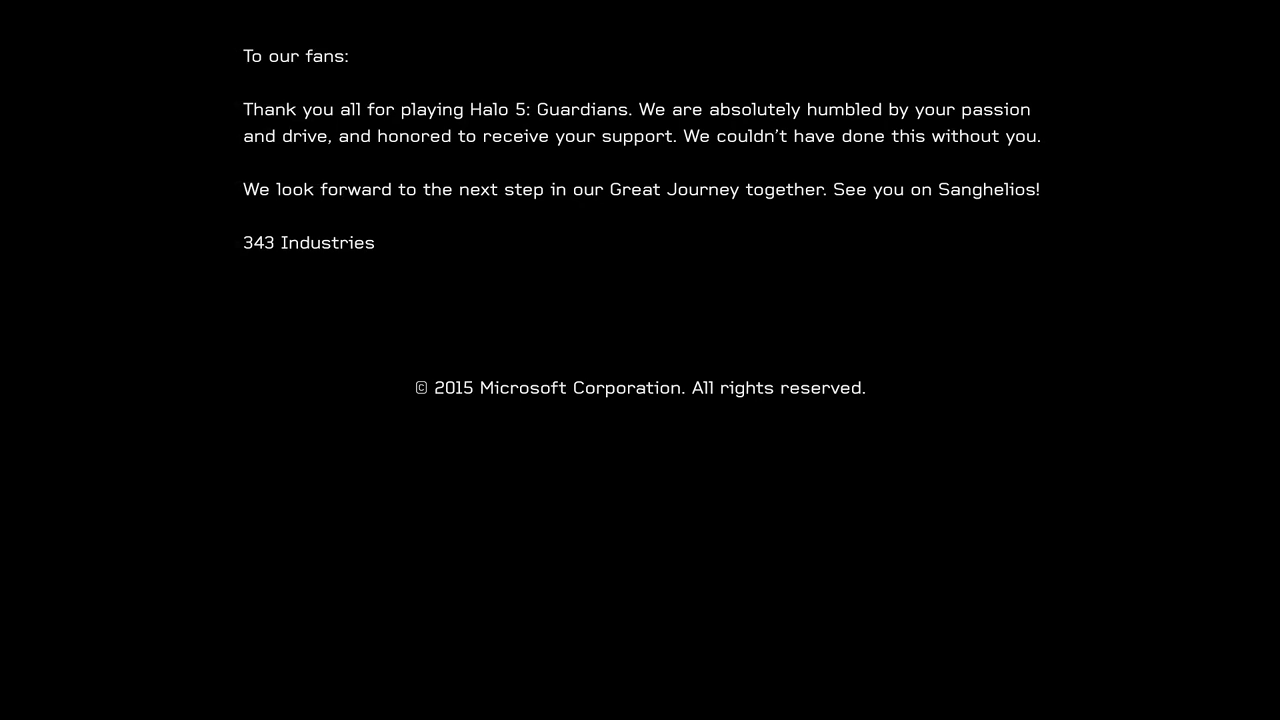 To our fans:
Thank you all for playing Halo 5: Guardians. We are absolutely humbled by your passion
and drive, and honored to receive your support. We couldn’t have done this without you.
We look forward to the next step in our Great Journey together. See you on Sanghelios!
343 Industries
© 2015 Microsoft Corporation. All rights reserved.